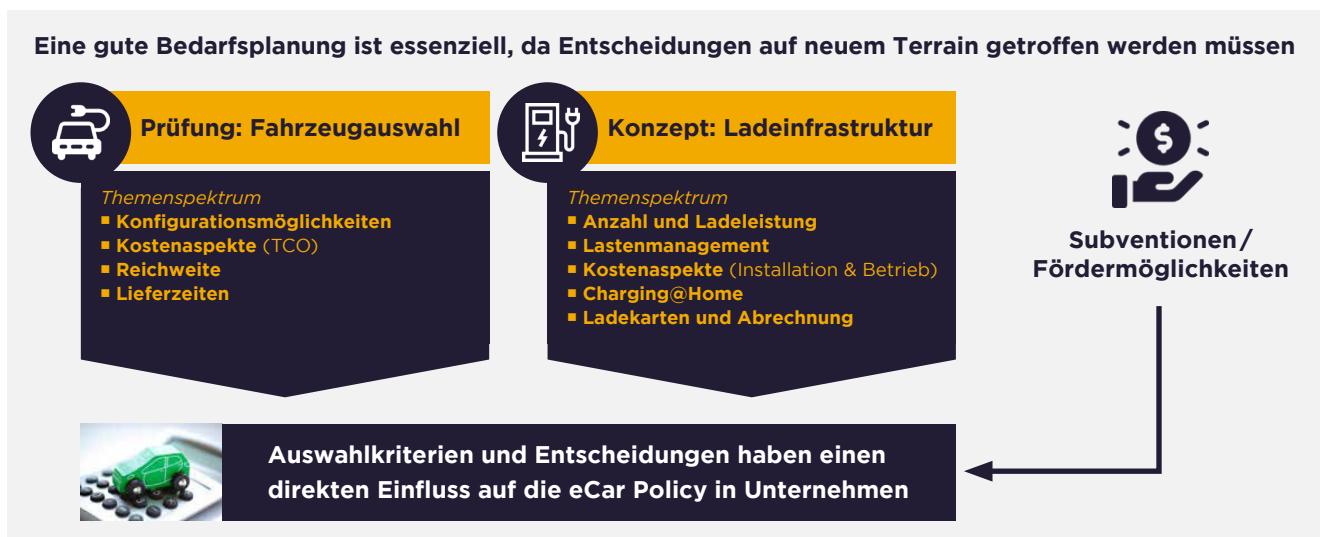 Eine gute Bedarfsplanung ist essenziell, da Entscheidungen auf neuem Terrain getroffen werden müssen
Prüfung: Fahrzeugauswahl
Themenspektrum
▪ Konfigurationsmöglichkeiten
▪ Kostenaspekte (TCO)
▪ Reichweite
▪ Lieferzeiten
Konzept: Ladeinfrastruktur
Themenspektrum
▪ Anzahl und Ladeleistung
▪ Lastenmanagement
▪ Kostenaspekte (Installation & Betrieb)
▪ Charging@Home
▪ Ladekarten und Abrechnung
$
Subventionen/
Fördermöglichkeiten
Auswahlkriterien und Entscheidungen haben einen
direkten Einfluss auf die eCar Policy in Unternehmen